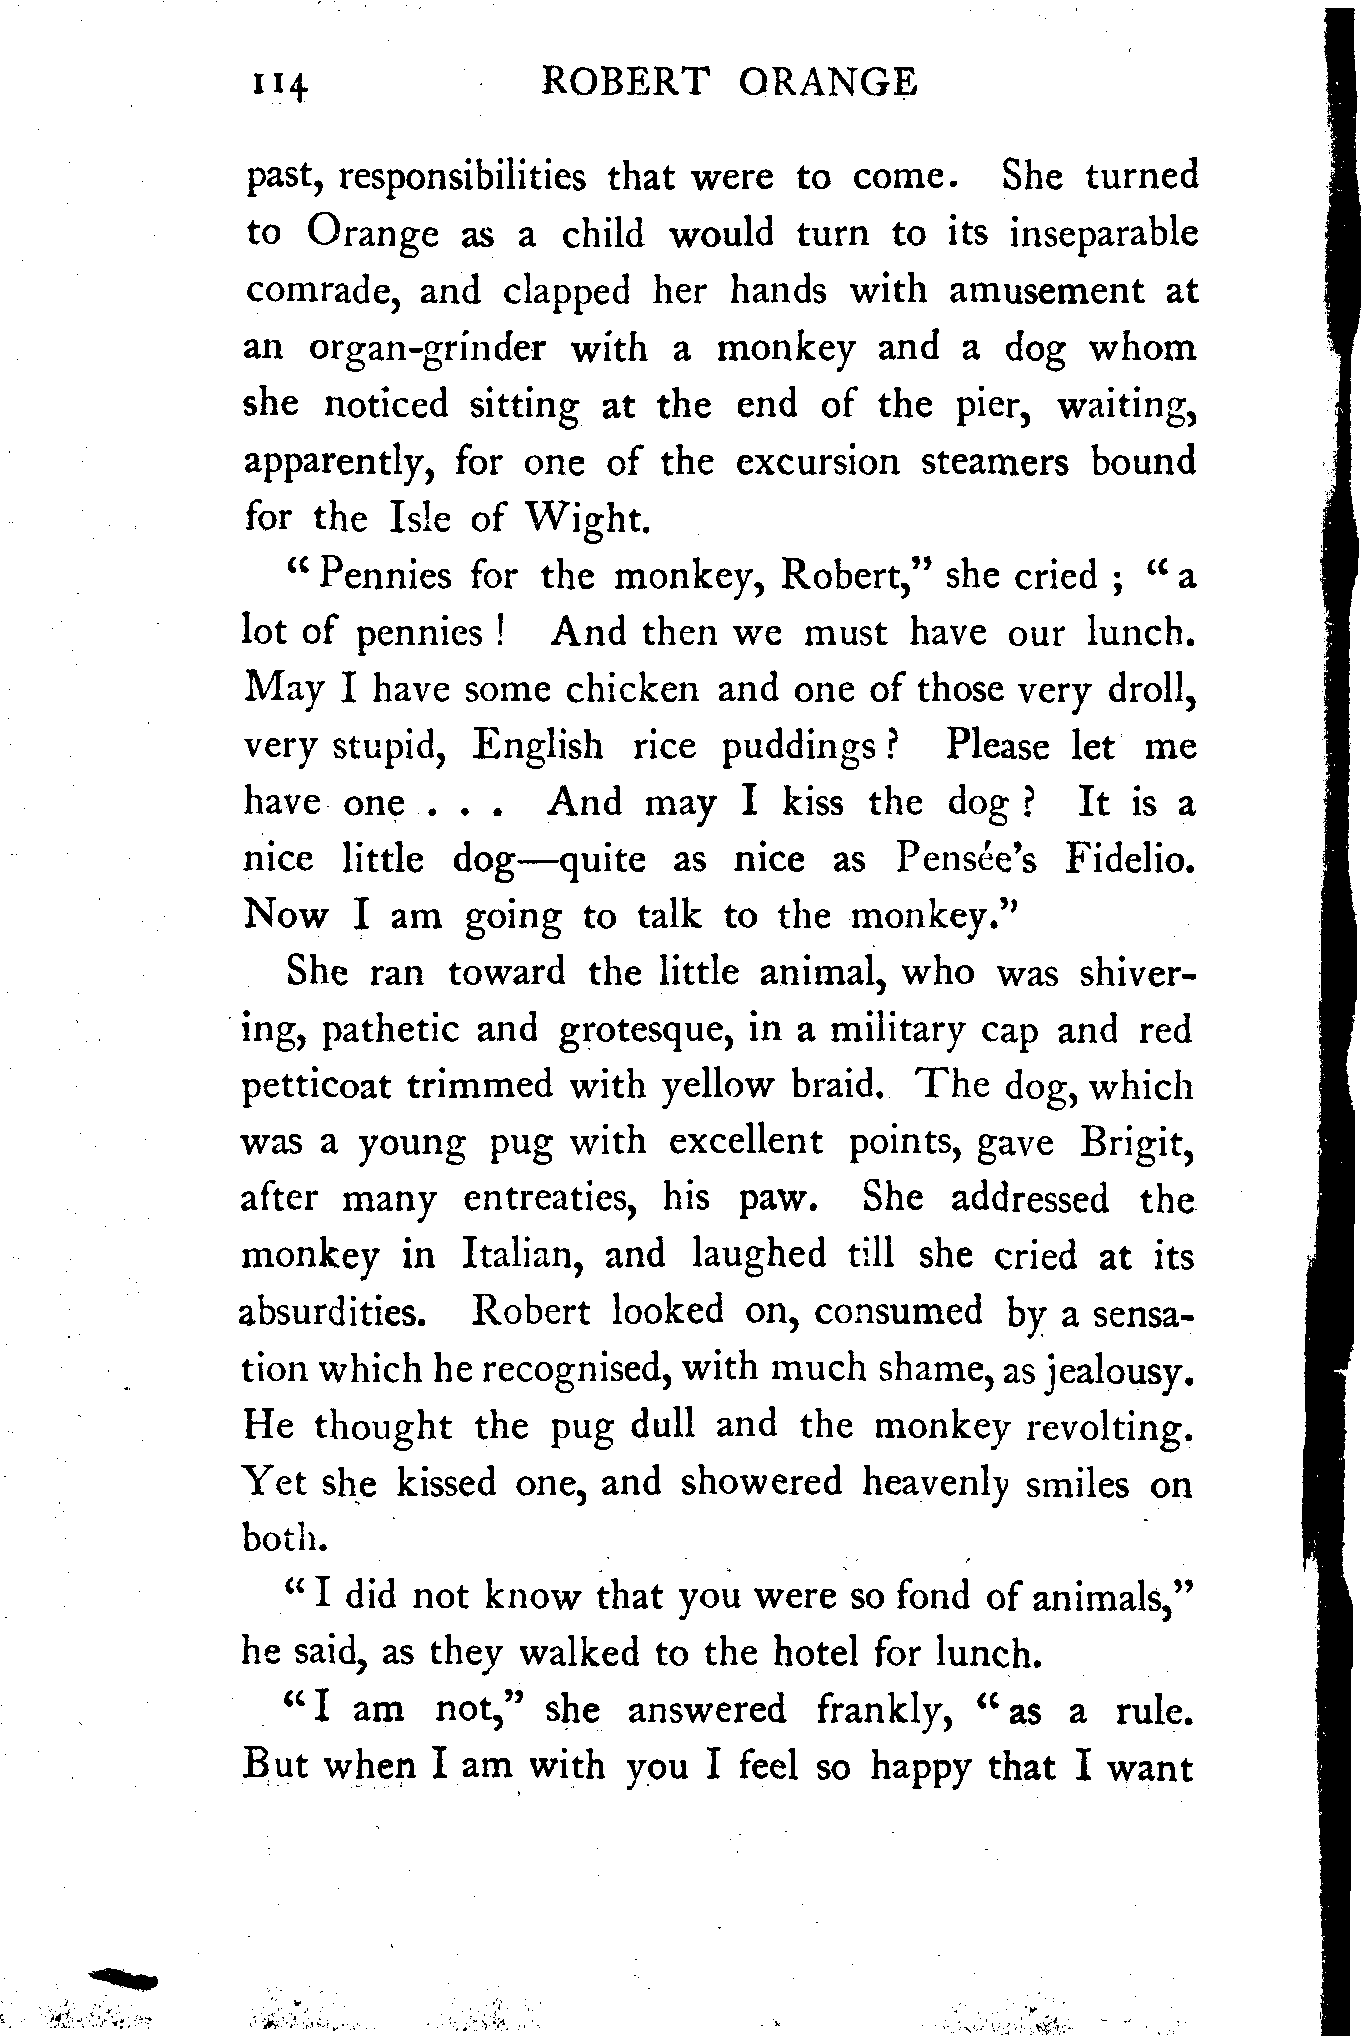 114 ROBERT ORANGE
past, responsibilities that were to come. She turned
to Orange as a child would turn to its inseparable
comrade, and clapped her hands with amusement at
an organ-grinder with a monkey and a dog whom
she noticed sitting at the end of the pier, waiting,
apparently, for one of the excursion steamers bound
for the Isle of Wight.
“ Pennies for the monkey, Robert,” she cried ; “ a
lot of pennies ! And then we must have our lunch.
May I have some chicken and one of those very droll,
very stupid, English rice puddings ? Please let me
have one . . . And may I kiss the dog ? It is a
nice little dog—quite as nice as Pensée’s Fidelio.
Now I am going to talk to the monkey.”
She ran toward the little animal, who was shiver-
ing, pathetic and grotesque, in a military cap and red
petticoat trimmed with yellow braid. The dog, which
was a young pug with excellent points, gave Brigit,
after many entreaties, his paw. She addressed the
monkey in Italian, and laughed till she cried at its
absurdities. Robert looked on, consumed by a sensa-
tion which he recognised, with much shame, as jealousy.
He thought the pug dull and the monkey revolting.
Yet she kissed one, and showered heavenly smiles on
both.
“ I did not know that you were so fond of animals,”
he said, as they walked to the hotel for lunch.
“ I am not,” she answered frankly, “ as a rule.
But when I am with you I feel so happy that I want